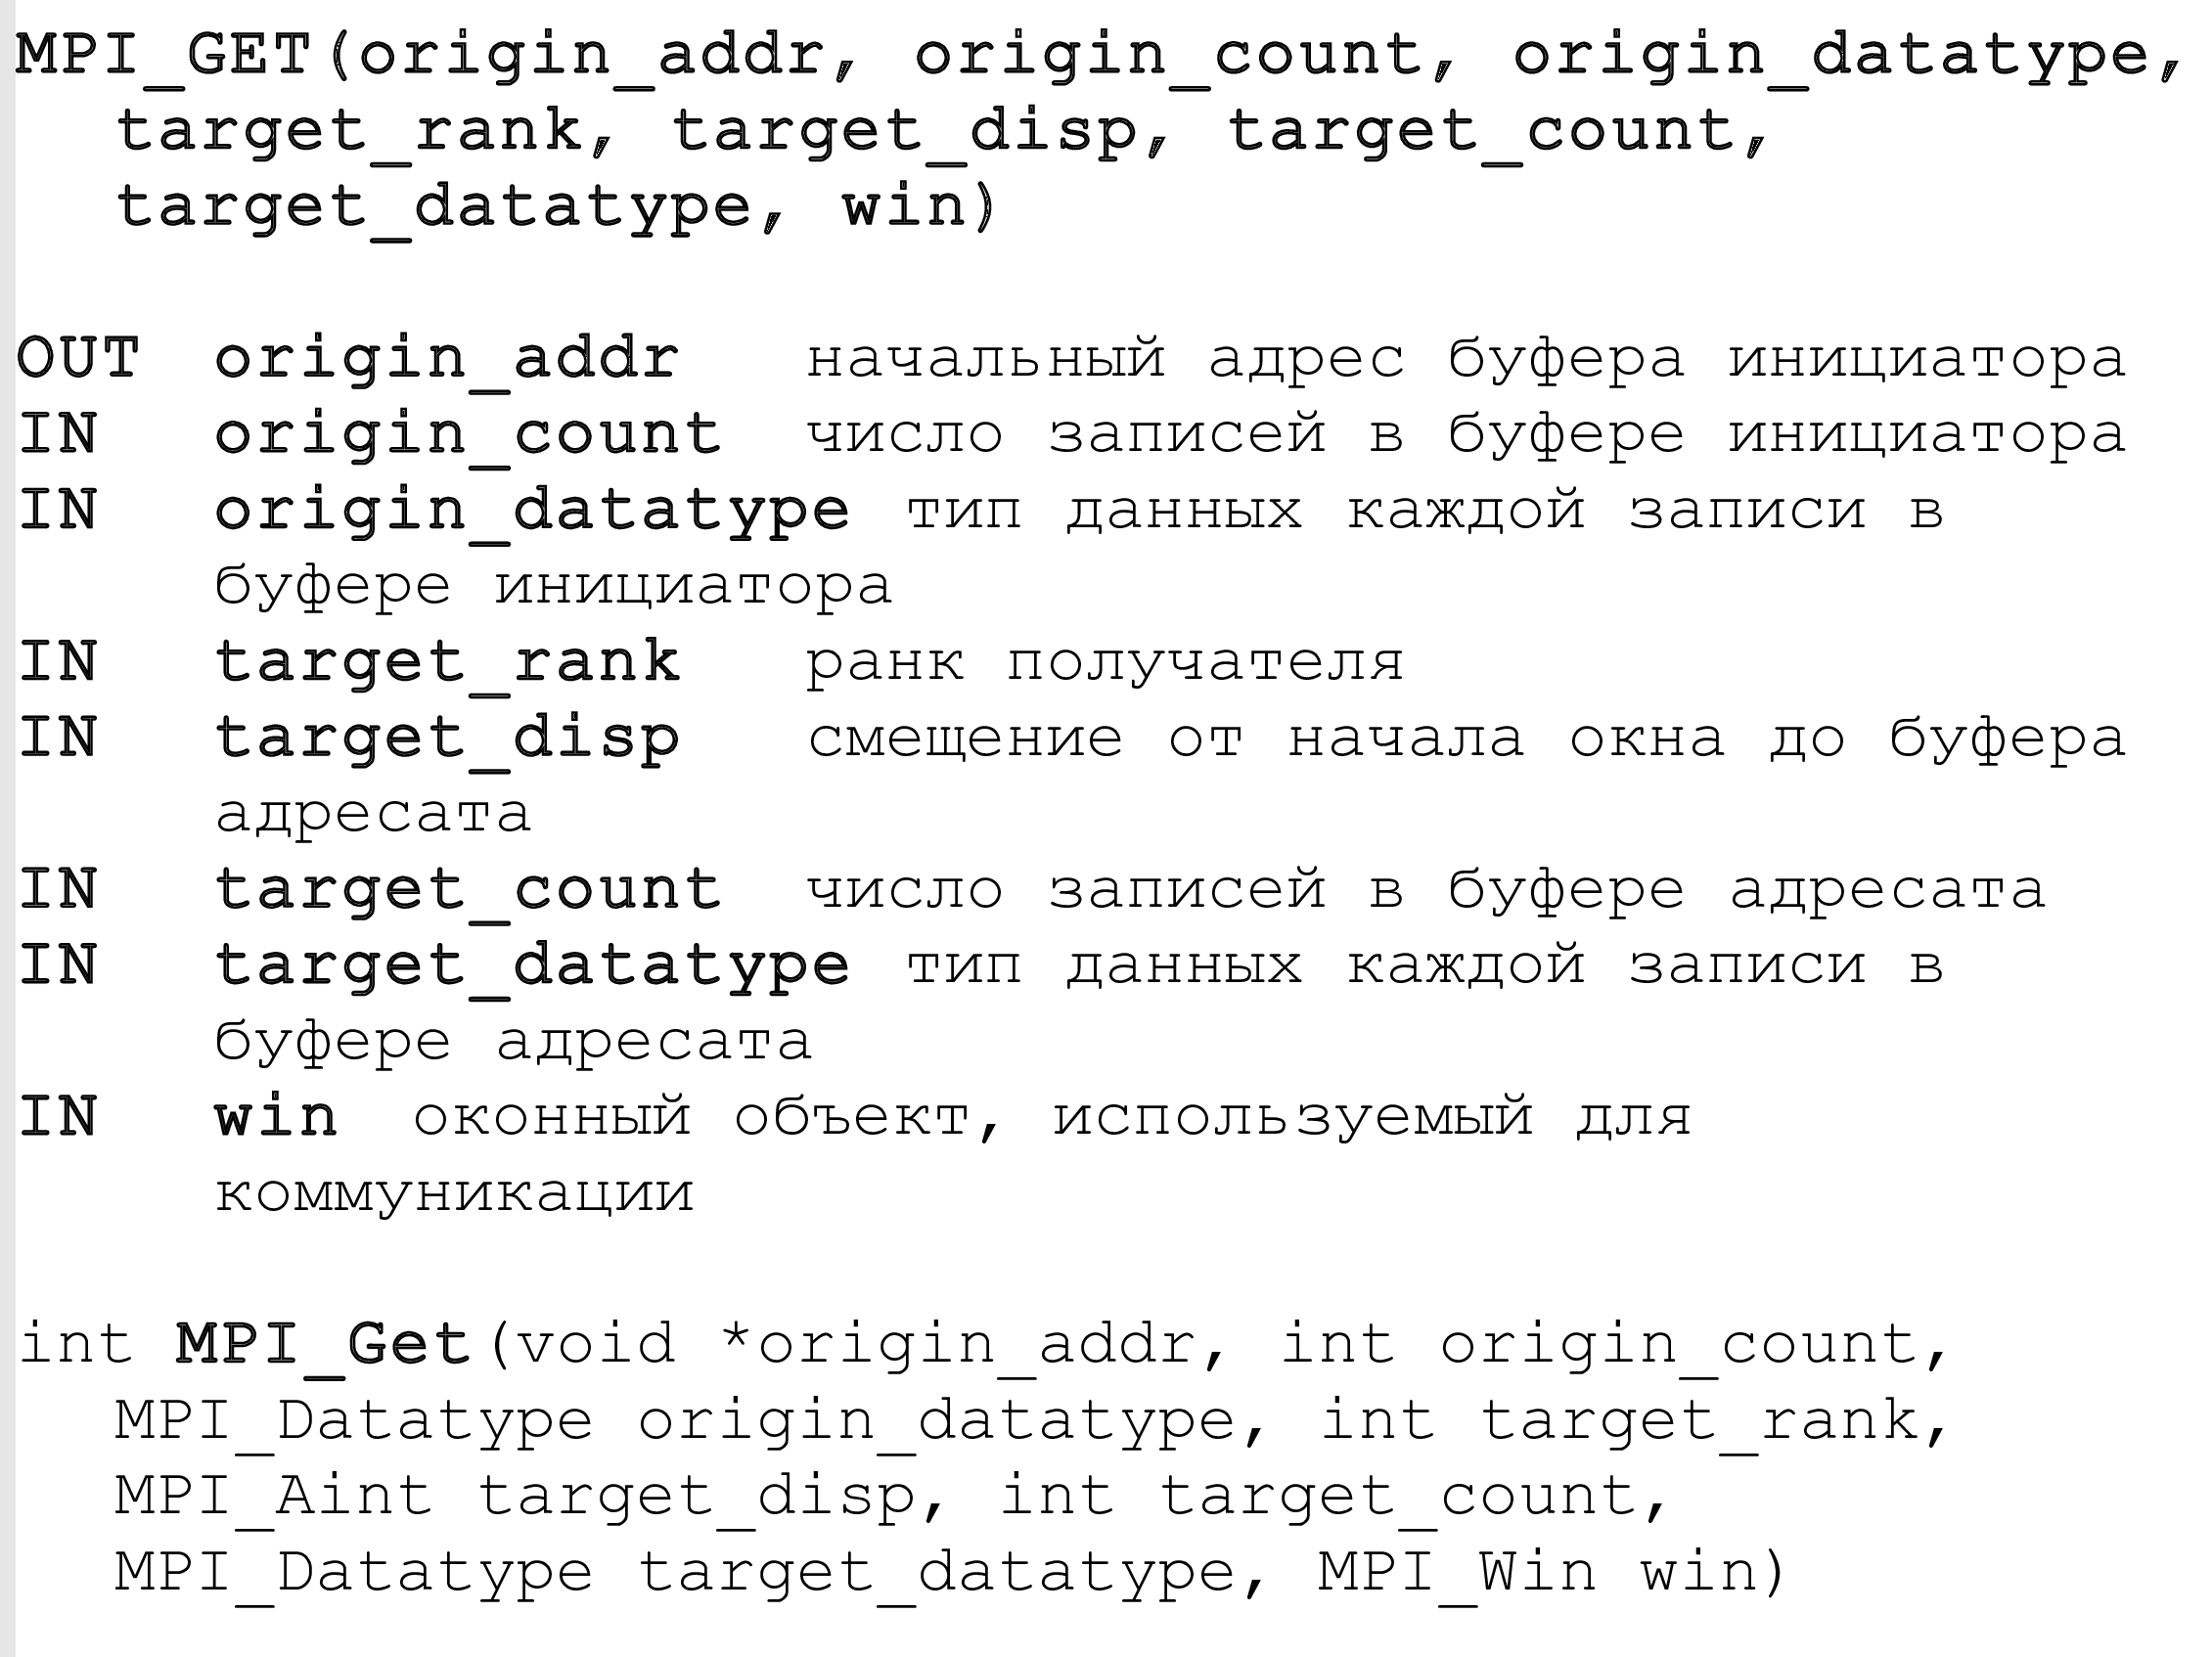 MPI_GET(origin_addr, origin_count, origin_datatype,
target_rank, target_disp, target_count,
target_datatype, win)
OUT origin_addr начальный адрес буфера инициатора
IN origin_count число записей в буфере инициатора
IN origin_datatype тип данных каждой записи в
буфере инициатора
IN target_rank ранк получателя
IN target_disp смещение от начала окна до буфера
адресата
IN target_count число записей в буфере адресата
IN target_datatype тип данных каждой записи в
буфере адресата
IN win оконный объект, используемый для
коммуникации
int MPI_Get(void *origin_addr, int origin_count,
MPI_Datatype origin_datatype, int target_rank,
MPI_Aint target_disp, int target_count,
MPI_Datatype target_datatype, MPI_Win win)